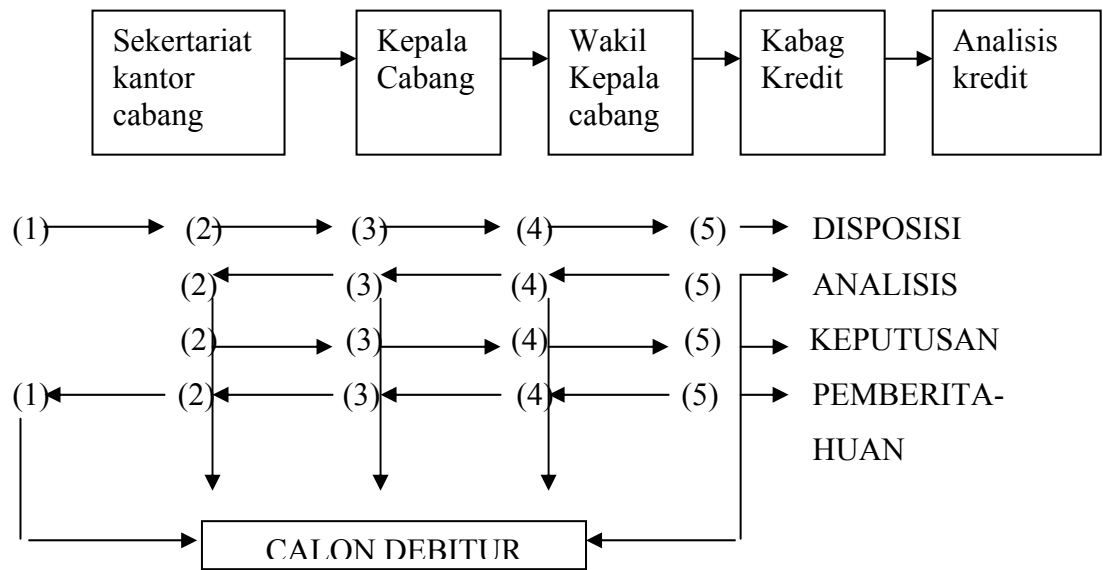 Sekertariat
kantor
cabang
Kepala
Cabang
Wakil
Kepala
cabang
Kabag
Kredit
Analisis
kredit
(1) (2) (3) (4) (5) DISPOSISI
(2) (3) (4) (5) ANALISIS
(2) (3) (4) (5) KEPUTUSAN
(1) (2) (3) (4) (5) PEMBERITA-
HUAN
CALON DEBITUR